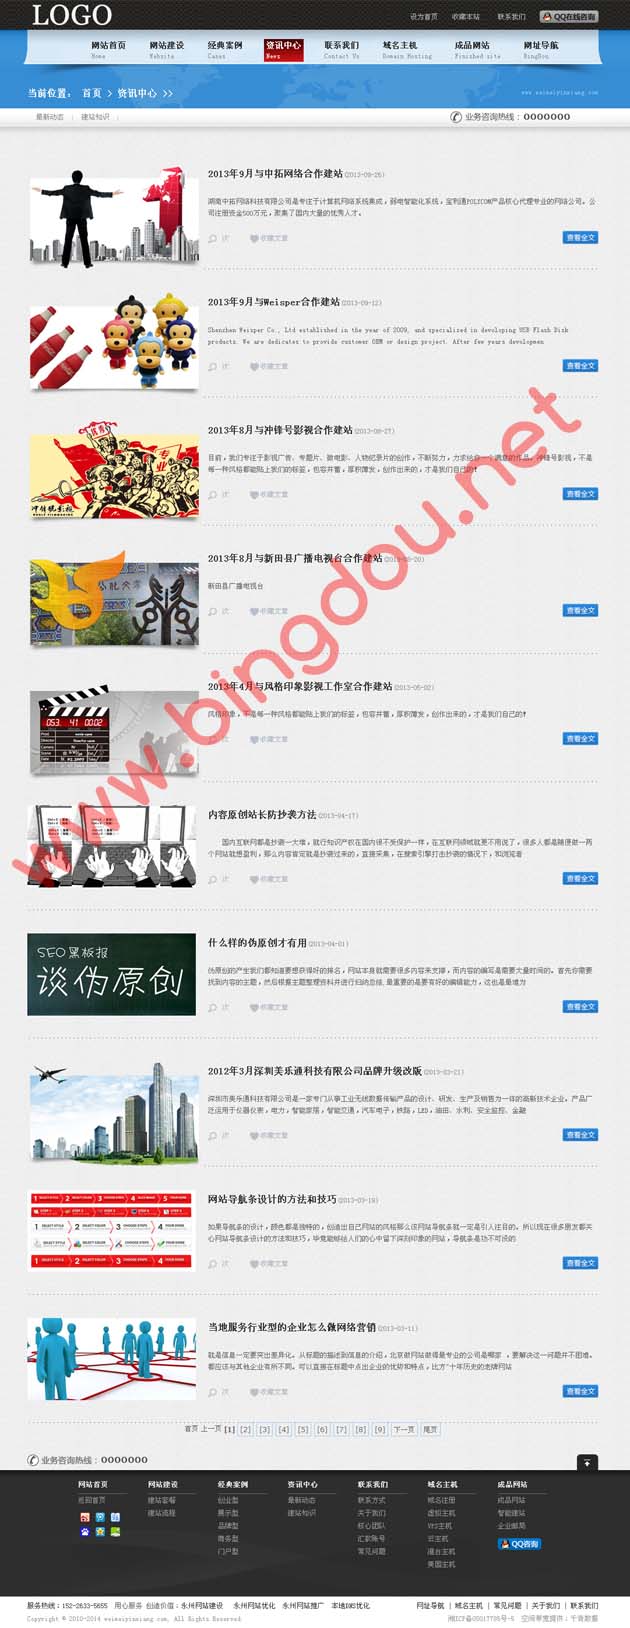 LOGO
设为首页 收藏本站 联系我们 QQ在线咨询
网站首页 网站建设 经典案例 资讯中心 联系我们 域名主机 成品网站 网址导航
Home Website Cases News Contact Us Domain Hosting Finished site BingDou
当前位置： 首页 > 资讯中心 >>
www.weimeiyinxiang.com
最新动态 | 建站知识 |
业务咨询热线：0000000
2013年9月与中拓网络合作建站 (2013-09-26)
湖南中拓网络科技有限公司是专注于计算机网络系统集成，弱电智能化系统，宝利通POLYCOM产品核心代理专业的网络公司。公
司注册资金500万元，聚集了国内大量的优秀人才。
次 收藏文章 查看全文
2013年9月与Weisper合作建站 (2013-09-12)
Shenzhen Weisper Co., Ltd established in the year of 2009, and specialized in devoloping USB Flash Disk
products. We are dedicates to provide customer OEM or design project. After few years developmen
次 收藏文章 查看全文
2013年8月与冲锋号影视合作建站 (2013-08-27)
目前，我们专注于影视广告、专题片、微电影、人物纪录片的创作，不断努力，力求给您一个满意的作品。冲锋号影视，不是
每一种风格都能贴上我们的标签，包容并蓄，厚积薄发，创作出来的，才是我们自己的!
次 收藏文章 查看全文
优秀
专业
冲锋号影视
2013年8月与新田县广播电视台合作建站
新田县广播电视台
次 收藏文章 查看全文
2013年4月与风格印象影视工作室合作建站 (2013-05-02)
风格印象，不是每一种风格都能贴上我们的标签，包容并蓄，厚积薄发，创作出来的，才是我们自己的!
次 收藏文章 查看全文
053 41 0002
内容原创站长防抄袭方法 (2013-04-17)
国内互联网都是抄袭一大堆，就行知识产权在国内很不受保护一样，在互联网领域就更不用说了，很多人都是随便做一两
个网站就想盈利，那么内容肯定就是抄袭过来的，直接采集，在搜索引擎打击抄袭的情况下，和浏览着
次 收藏文章 查看全文
什么样的伪原创才有用 (2013-04-01)
伪原创的产生我们都知道要想获得好的排名，网站本身就需要很多内容来支撑，而内容的编写是需要大量时间的。首先你需要
找到内容的主题，然后根据主题整理资料并进行归纳总结,最重要的是要有好的编辑能力，这也是最难为
次 收藏文章 查看全文
SEO黑板报
谈伪原创
2012年3月深圳美乐通科技有限公司品牌升级改版 (2013-03-21)
深圳市美乐通科技有限公司是一家专门从事工业无线数据传输产品的设计、研发、生产及销售为一体的高新技术企业。产品广
泛运用于仪器仪表，电力，智能家居，智能交通，汽车电子，铁路，LED，油田、水利、安全监控、金融
次 收藏文章 查看全文
网站导航条设计的方法和技巧 (2013-03-19)
如果导航条的设计，颜色都是独特的，创造出自己网站的风格那么该网站导航条就一定是引人注目的。所以现在很多朋友都关
心网站导航条设计的方法和技巧，毕竟能够给人们的心中留下深刻印象的网站，导航条是功不可没的
次 收藏文章 查看全文
当地服务行业型的企业怎么做网络营销 (2013-03-11)
就是信息一定要突出差异化。从标题的描述到信息的介绍，北京做网站做得最专业的公司是哪家 ，要解决这一问题并不困难。
都应该与其他企业有所不同。可以直接在标题中点出企业的优势和特点，比方"十年历史的老牌网站
次 收藏文章 查看全文
首页 上一页 [1] [2] [3] [4] [5] [6] [7] [8] [9] 下一页 尾页
www.bingdou.net
业务咨询热线：0000000
网站首页 网站建设 经典案例 资讯中心 联系我们 域名主机 成品网站
返回首页 建站套餐 创业型 最新动态 联系方式 域名注册 成品网站
建站流程 展示型 建站知识 关于我们 虚拟主机 智能建站
品牌型 核心团队 VPS主机 企业邮局
商务型 汇款账号 云主机 QQ咨询
门户型 常见问题 港台主机
美国主机
服务热线：152-2633-5655 用心服务 创造价值：永州网站建设 永州网站优化 永州网站推广 本地DNS优化
网址导航 | 域名主机 | 常见问题 | 关于我们 | 联系我们
Copyright © 2010-2014 weimeiyinxiang.com, All Rights Reserved
湘ICP备05017795号-5 空间带宽提供：千寄数据